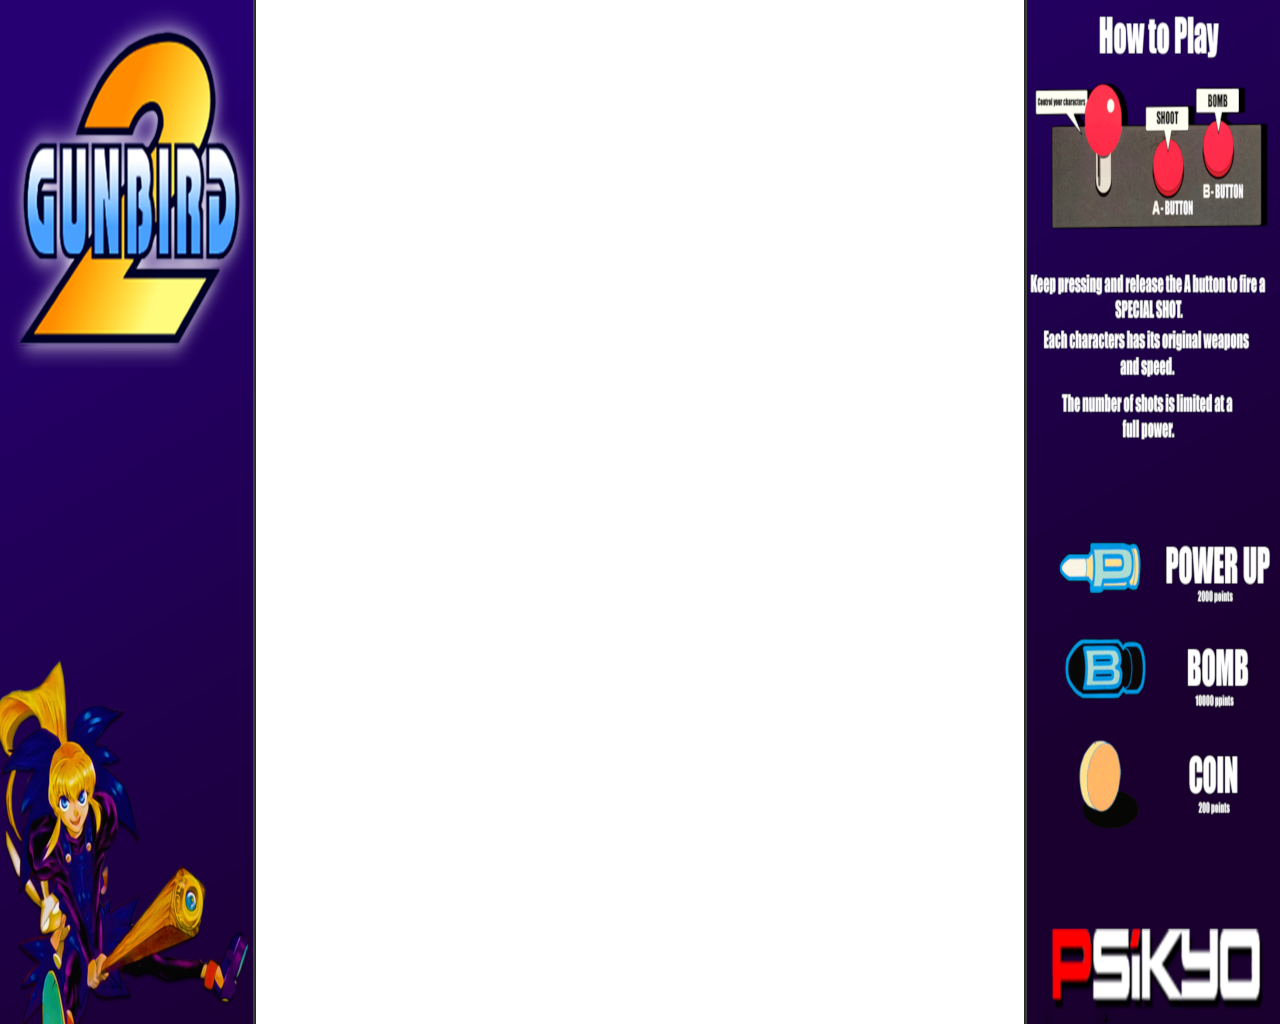 2
GUNBIRD
How to Play
Control your characters
SHOOT
BOMB
A-BUTTON
B-BUTTON
Keep pressing and release the A button to fire a
SPECIAL SHOT.
Each characters has its original weapons
and speed.
The number of shots is limited at a
full power.
P
POWER UP
2000 points
B
BOMB
10000 ppints
COIN
200 points
PSiKYO